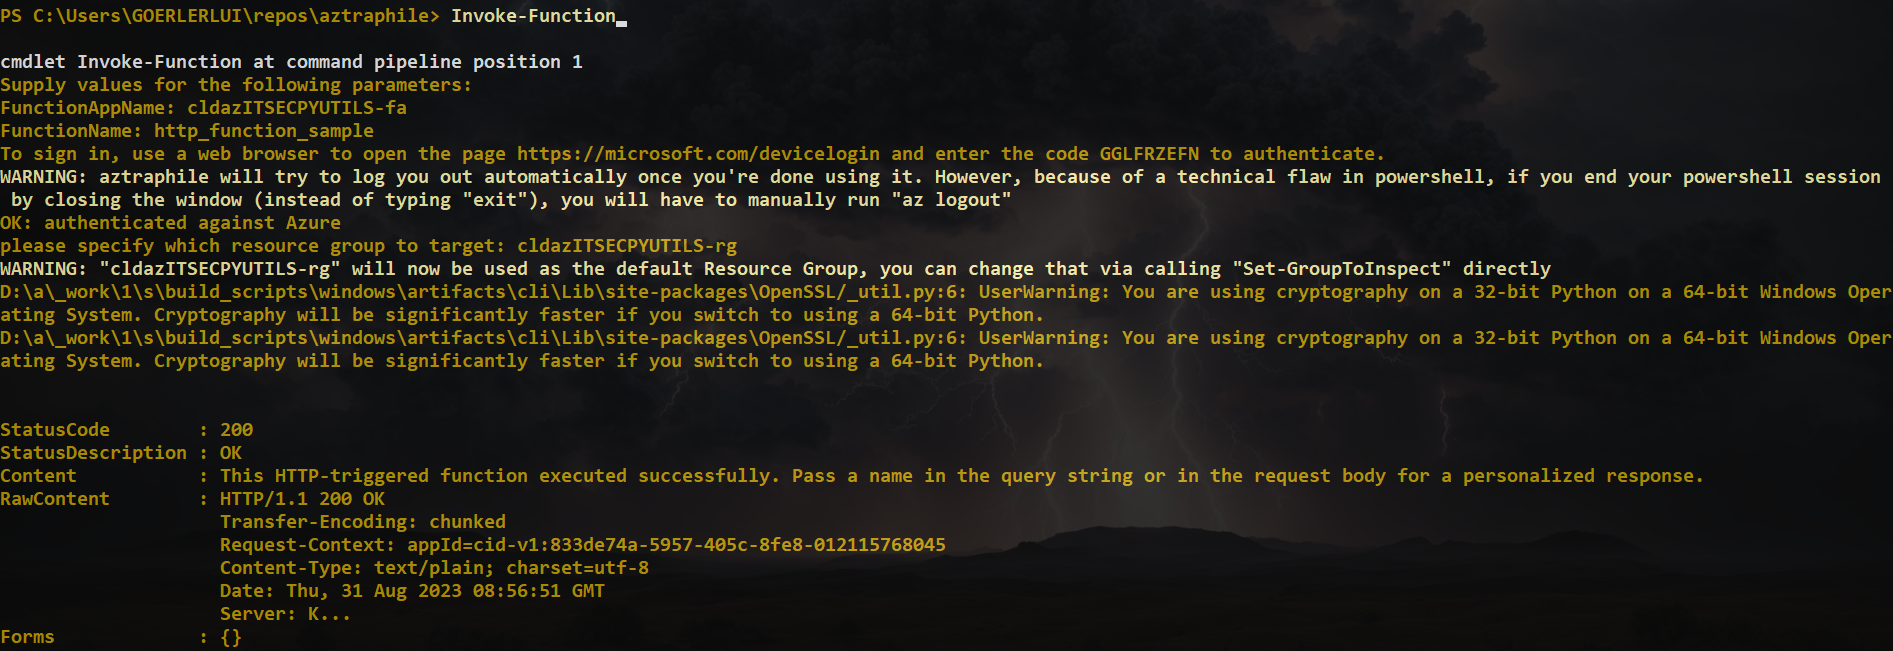 PS C:\Users\GOERLERLUI\repos\aztraphile> Invoke-Function_
cmdlet Invoke-Function at command pipeline position 1
Supply values for the following parameters:
FunctionAppName: cldazITSECPYUTILS-fa
FunctionName: http_function_sample
To sign in, use a web browser to open the page https://microsoft.com/devicelogin and enter the code GGLFRZEFN to authenticate.
WARNING: aztraphile will try to log you out automatically once you're done using it. However, because of a technical flaw in powershell, if you end your powershell session
 by closing the window (instead of typing "exit"), you will have to manually run "az logout"
OK: authenticated against Azure
please specify which resource group to target: cldazITSECPYUTILS-rg
WARNING: "cldazITSECPYUTILS-rg" will now be used as the default Resource Group, you can change that via calling "Set-GroupToInspect" directly
D:\a\_work\1\s\build_scripts\windows\artifacts\cli\Lib\site-packages\OpenSSL/_util.py:6: UserWarning: You are using cryptography on a 32-bit Python on a 64-bit Windows Oper
ating System. Cryptography will be significantly faster if you switch to using a 64-bit Python.
D:\a\_work\1\s\build_scripts\windows\artifacts\cli\Lib\site-packages\OpenSSL/_util.py:6: UserWarning: You are using cryptography on a 32-bit Python on a 64-bit Windows Oper
ating System. Cryptography will be significantly faster if you switch to using a 64-bit Python.
StatusCode        : 200
StatusDescription : OK
Content           : This HTTP-triggered function executed successfully. Pass a name in the query string or in the request body for a personalized response.
RawContent        : HTTP/1.1 200 OK
                    Transfer-Encoding: chunked
                    Request-Context: appId=cid-v1:833de74a-5957-405c-8fe8-012115768045
                    Content-Type: text/plain; charset=utf-8
                    Date: Thu, 31 Aug 2023 08:56:51 GMT
                    Server: K...
Forms             : {}